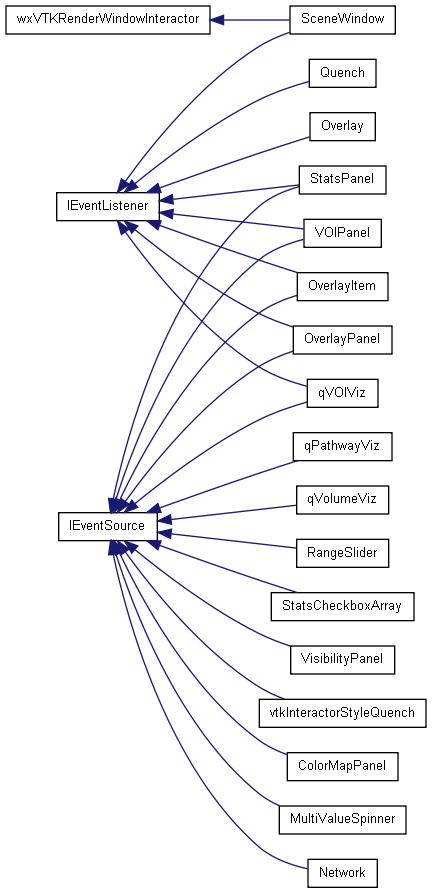 wxVTKRenderWindowInteractor
SceneWindow
Quench
Overlay
StatsPanel
IEventListener
VOIPanel
OverlayItem
OverlayPanel
qVOIViz
qPathwayViz
qVolumeViz
IEventSource
RangeSlider
StatsCheckboxArray
VisibilityPanel
vtkInteractorStyleQuench
ColorMapPanel
MultiValueSpinner
Network